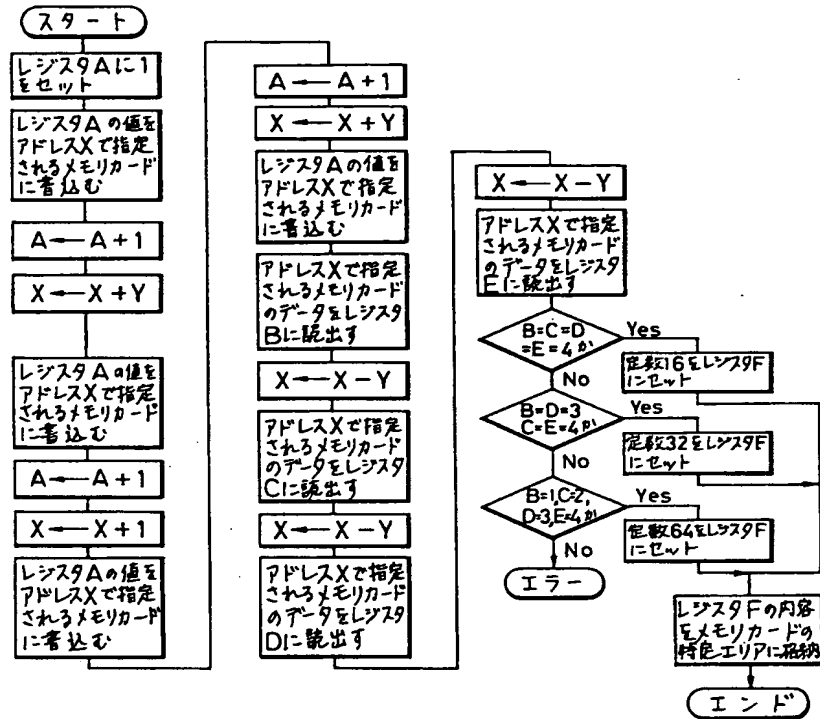 スタート
レジスタAに1
をセット
レジスタAの値を
アドレスXで指定
されるメモリカード
に書込む
A←A+1
X←X+Y
レジスタAの値を
アドレスXで指定
されるメモリカード
に書込む
A←A+1
X←X+1
レジスタAの値を
アドレスXで指定
されるメモリカード
に書込む
A←A+1
X←X+Y
レジスタAの値を
アドレスXで指定
されるメモリカード
に書込む
アドレスXで指定
されるメモリカード
のデータをレジスタ
Bに読出す
X←X-Y
アドレスXで指定
されるメモリカード
のデータをレジスタ
Cに読出す
X←X-Y
アドレスXで指定
されるメモリカード
のデータをレジスタ
Dに読出す
X←X-Y
アドレスXで指定
されるメモリカード
のデータをレジスタ
Eに読出す
B=C=D
=E=4か
Yes
定数16をレジスタF
にセット
No
B=D=3
C=E=4か
Yes
定数32をレジスタF
にセット
No
B=1,C=2,
D=3,E=4か
Yes
定数64をレジスタF
にセット
No
エラー
レジスタFの内容
をメモリカードの
特定エリアに格納
エンド